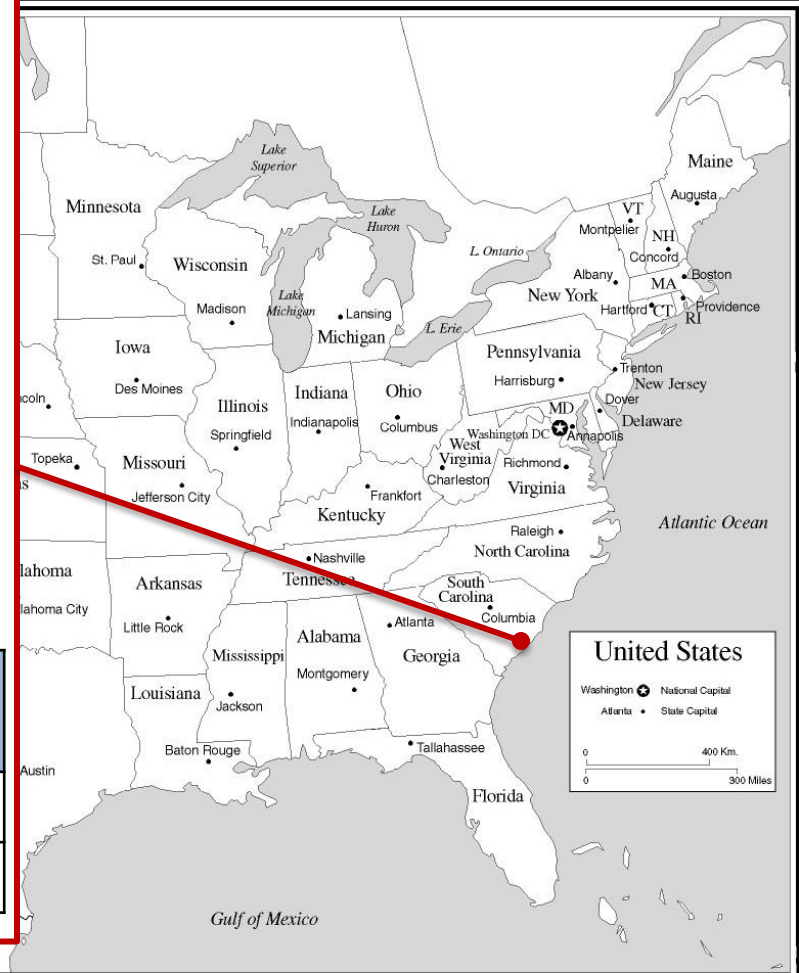 Lake
Superior
Maine
Minnesota
Augusta
VT
Lake
Huron
Montpelier
NH
L. Ontario
Concord
St. Paul
Wisconsin
Albany
Boston
MA
New York
Lake
Michigan
Madison
Lansing
Hartford
CT
Providence
RI
Michigan
L. Erie
Iowa
Pennsylvania
Trenton
Des Moines
Indiana
Ohio
Harrisburg
New Jersey
coln
Illinois
Dover
MD
Indianapolis
Columbus
Delaware
Springfield
Washington DC
Annapolis
West
Virginia
Topeka
Missouri
Richmond
Charleston
as
Jefferson City
Frankfort
Virginia
Kentucky
Atlantic Ocean
Raleigh
North Carolina
Nashville
lahoma
Arkansas
Tennessee
South
Carolina
lahoma City
Columbia
Little Rock
Atlanta
Alabama
Georgia
Mississippi
United States
Montgomery
Louisiana
Washington National Capital
Jackson
Atlanta State Capital
Baton Rouge
Tallahassee
0 400 Km.
Austin
0 300 Miles
Florida
Gulf of Mexico